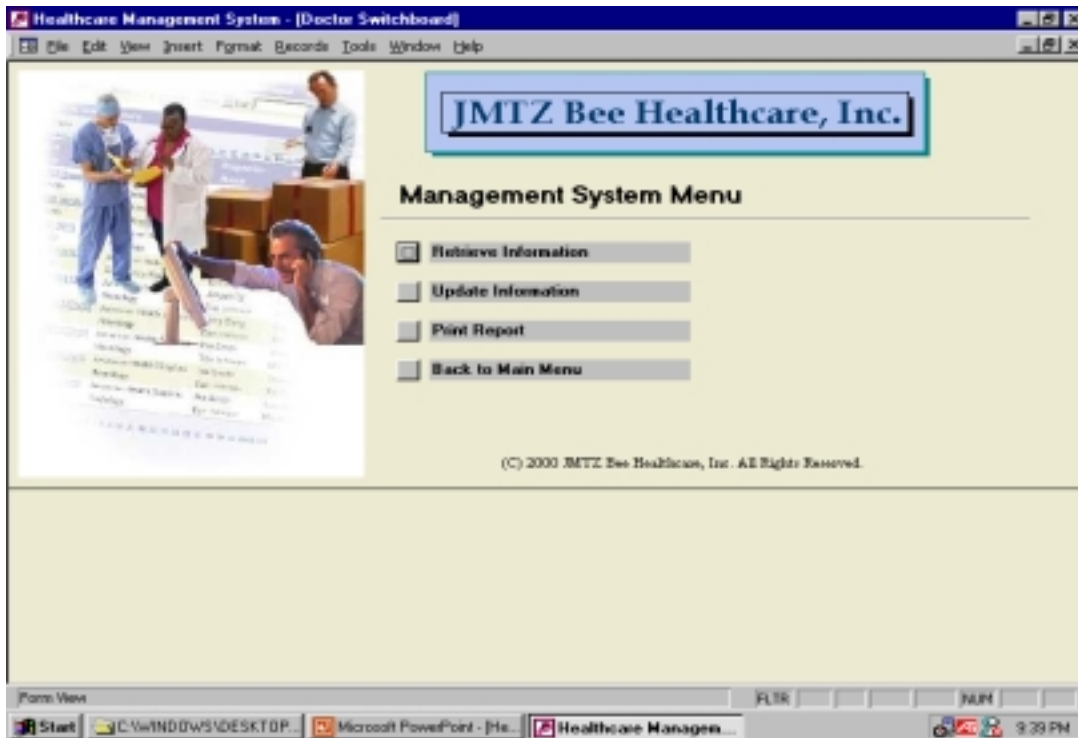 Healthcare Management System - [Doctor Switchboard]
File Edit View Insert Format Records Tools Window Help
JMTZ Bee Healthcare, Inc.
Management System Menu
Retrieve Information
Update Information
Print Report
Back to Main Menu
(C) 2000 JMTZ Bee Healthcare, Inc. All Rights Reserved.
Form View FLTR NUM
Start C:\WINDOWS\DESKTOP... Microsoft PowerPoint - [He... Healthcare Managem... 9:39 PM